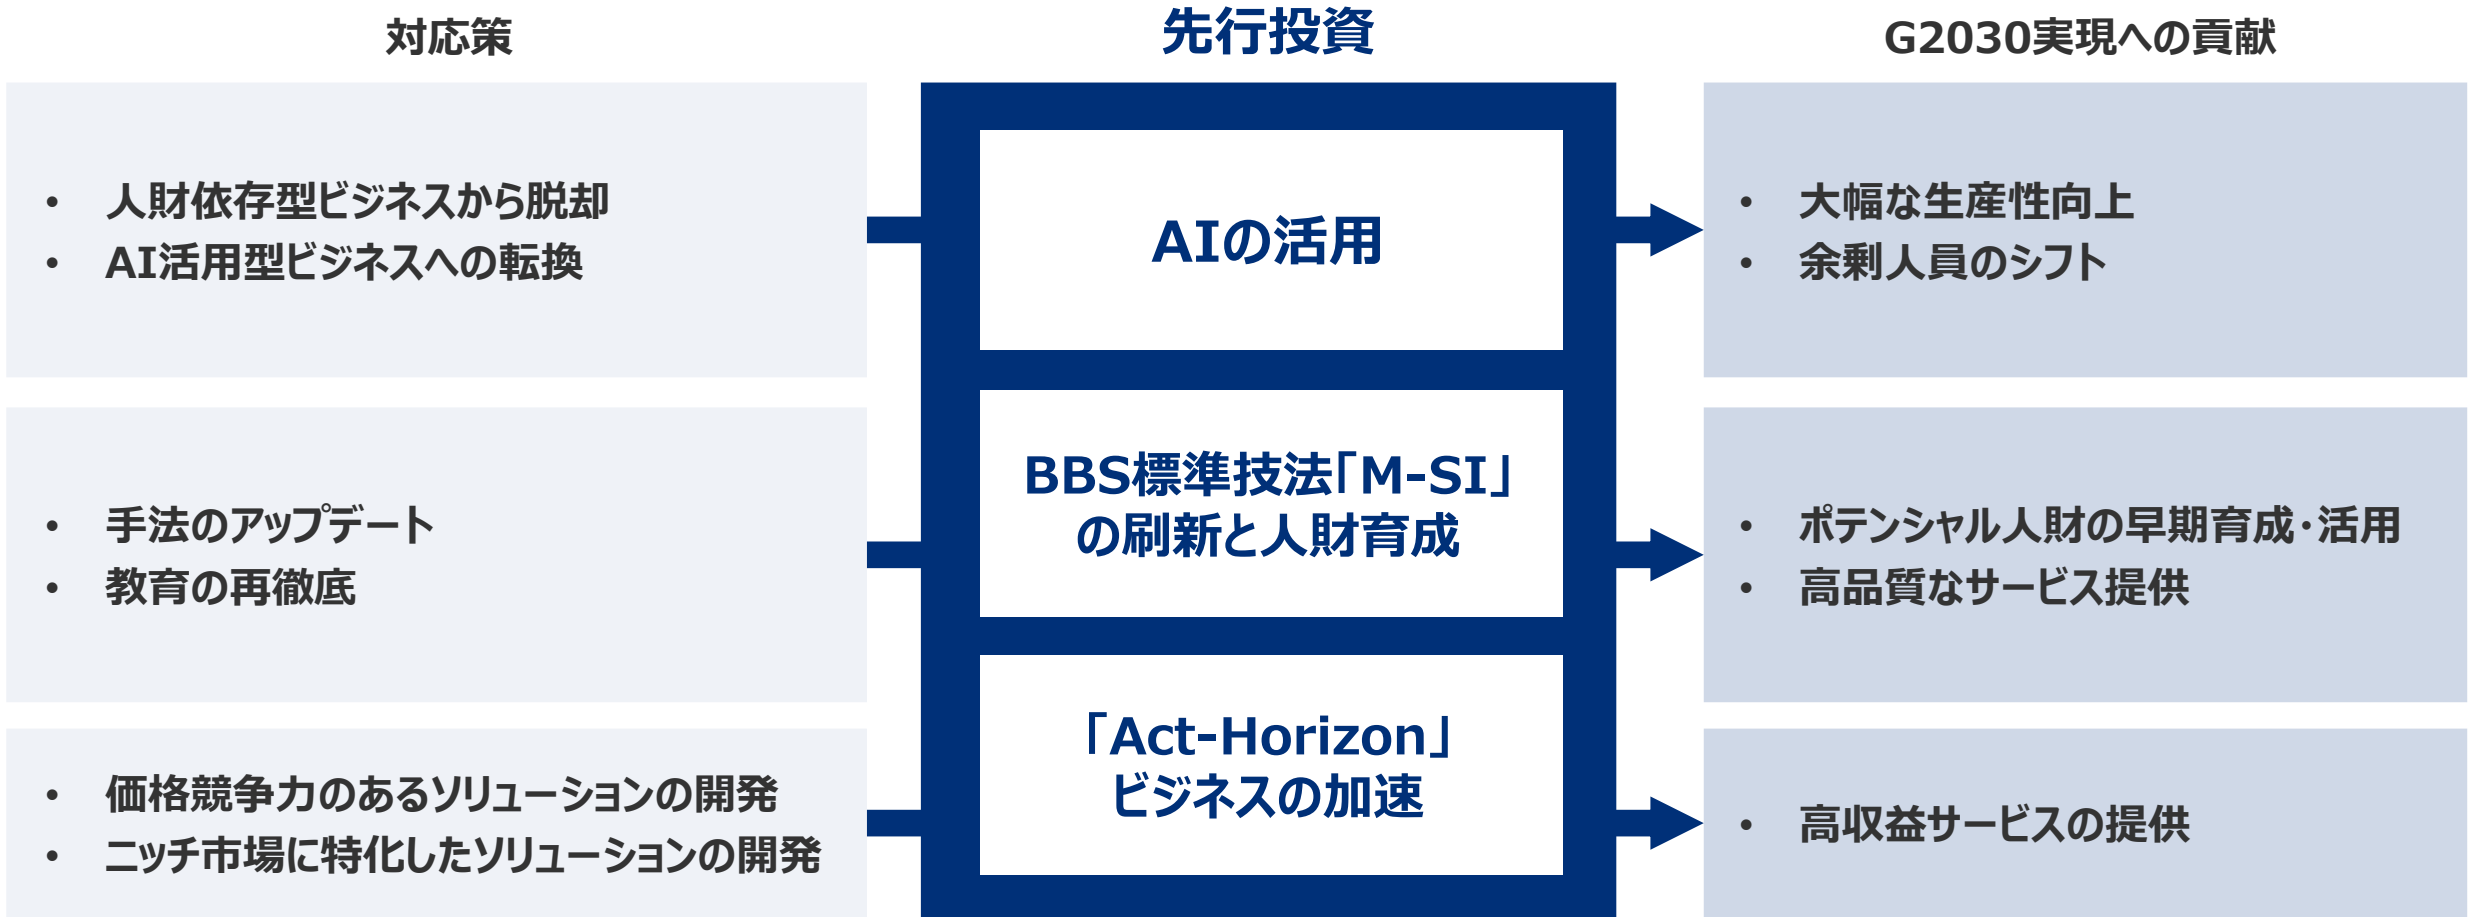 対応策
先行投資
G2030実現への貢献
• 人財依存型ビジネスから脱却
• AI活用型ビジネスへの転換
AIの活用
• 大幅な生産性向上
• 余剰人員のシフト
• 手法のアップデート
• 教育の再徹底
BBS標準技法「M-SI」
の刷新と人財育成
• ポテンシャル人財の早期育成・活用
• 高品質なサービス提供
• 価格競争力のあるソリューションの開発
• ニッチ市場に特化したソリューションの開発
「Act-Horizon」
ビジネスの加速
• 高収益サービスの提供